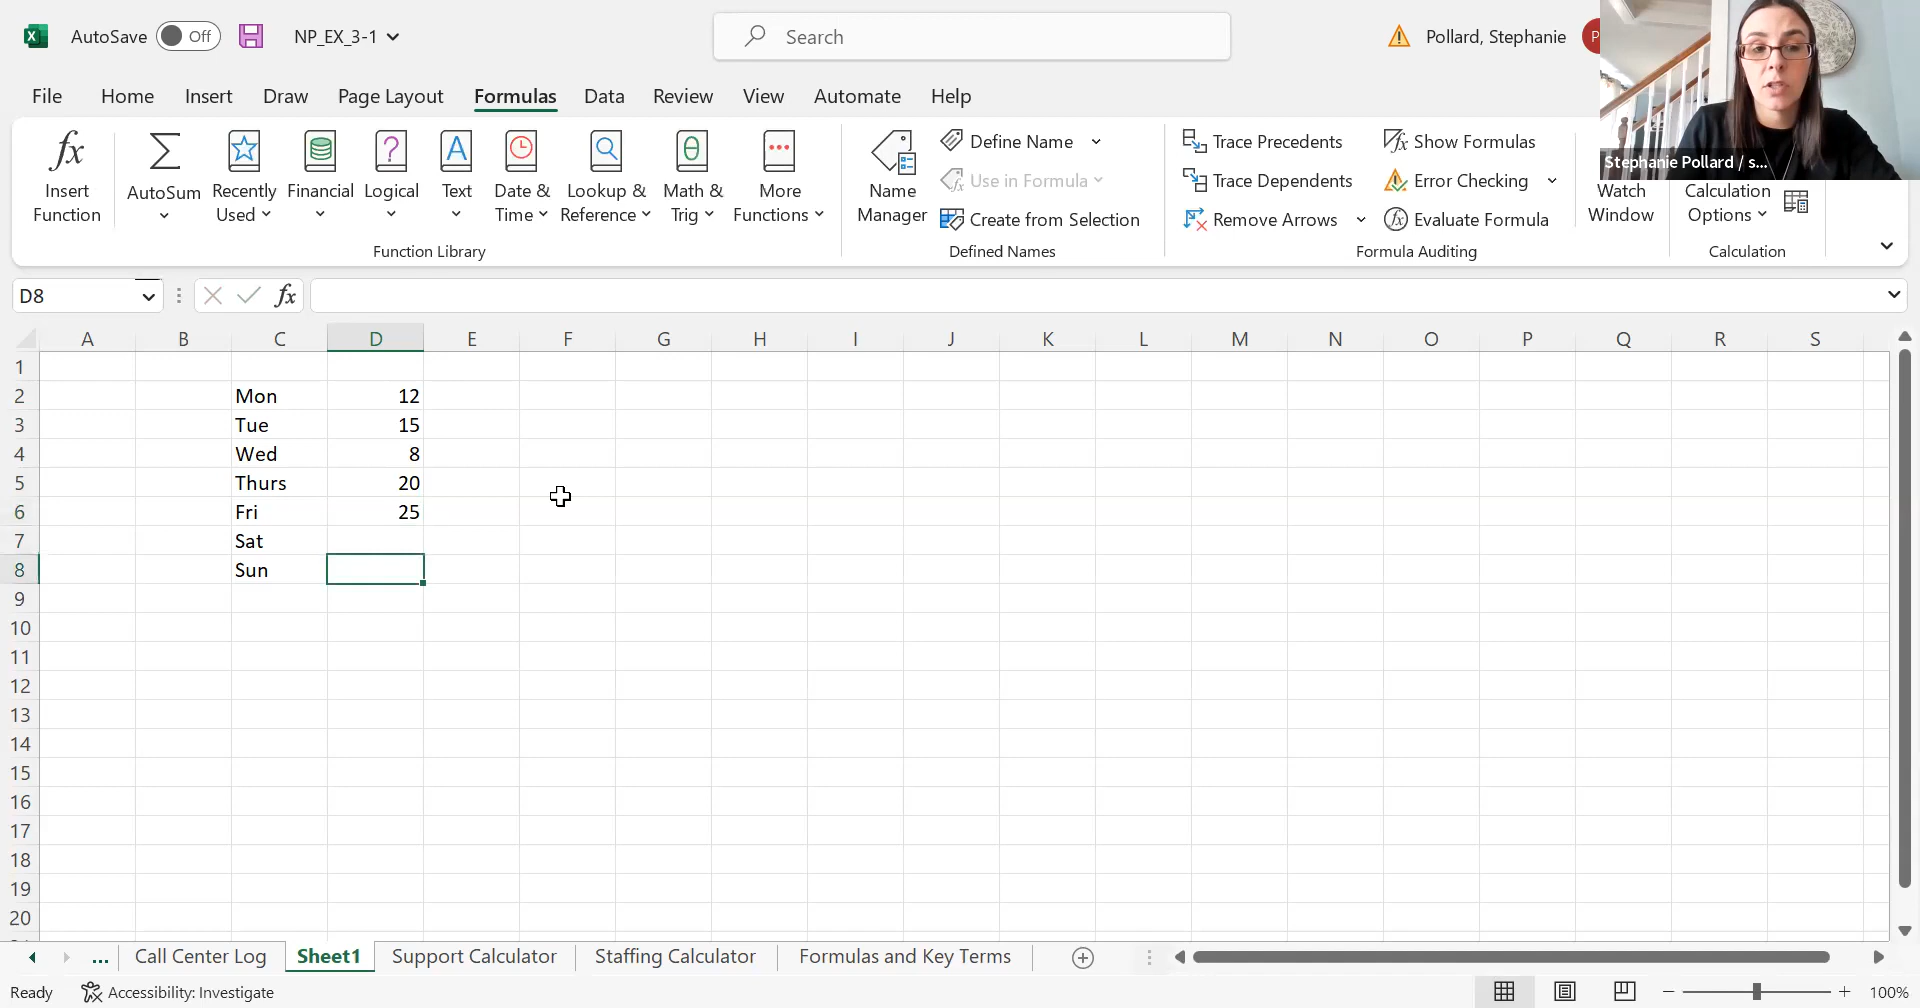 AutoSave Off NP_EX_3-1 Search Pollard, Stephanie P
File Home Insert Draw Page Layout Formulas Data Review View Automate Help
Stephanie Pollard / s...
Insert Function
AutoSum
Recently Used
Financial
Logical
Text
Date & Time
Lookup & Reference
Math & Trig
More Functions
Function Library
Name Manager
Define Name
Use in Formula
Create from Selection
Defined Names
Trace Precedents
Trace Dependents
Remove Arrows
Show Formulas
Error Checking
Evaluate Formula
Formula Auditing
Watch Window
Calculation Options
Calculation
D8 fx
A B C D E F G H I J K L M N O P Q R S
1
2 Mon 12
3 Tue 15
4 Wed 8
5 Thurs 20
6 Fri 25
7 Sat
8 Sun
9
10
11
12
13
14
15
16
17
18
19
20
... Call Center Log Sheet1 Support Calculator Staffing Calculator Formulas and Key Terms
Ready Accessibility: Investigate 100%